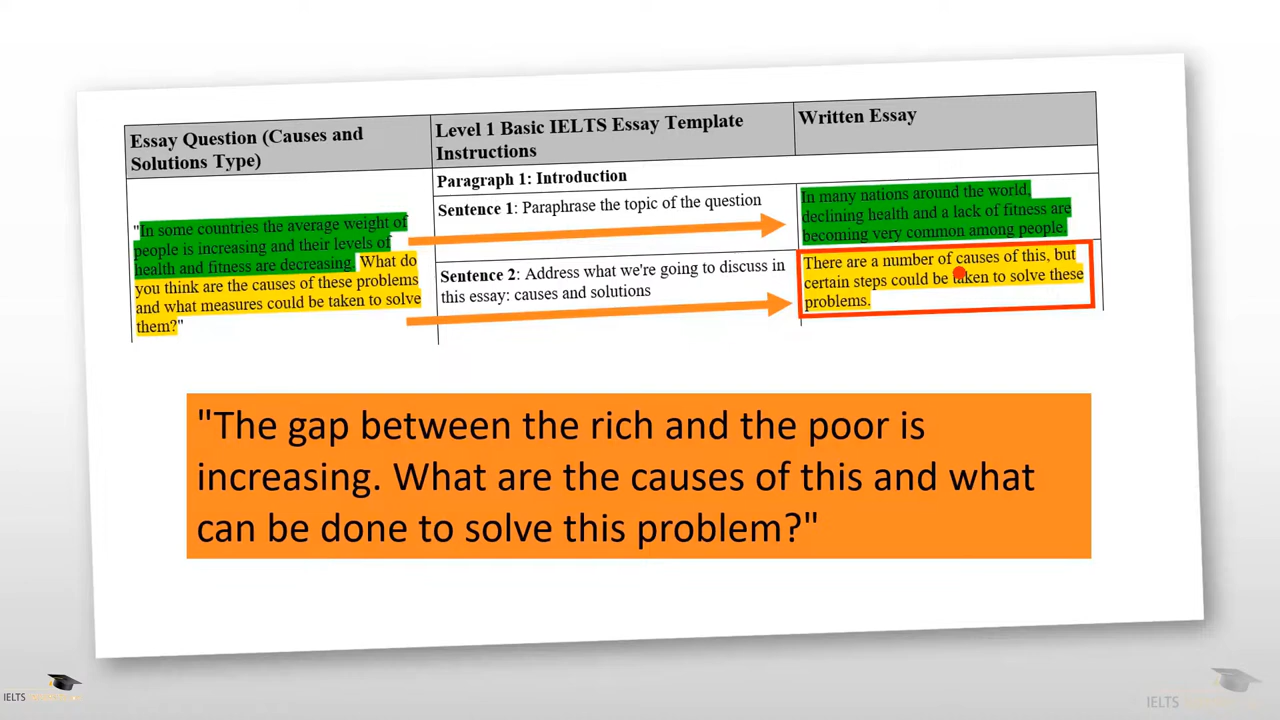 Essay Question (Causes and
Solutions Type)
Level 1 Basic IELTS Essay Template
Instructions
Written Essay
Paragraph 1: Introduction
"In some countries the average weight of
people is increasing and their levels of
health and fitness are decreasing. What do
you think are the causes of these problems
and what measures could be taken to solve
them?"
Sentence 1: Paraphrase the topic of the question
In many nations around the world,
declining health and a lack of fitness are
becoming very common among people.
Sentence 2: Address what we're going to discuss in
this essay: causes and solutions
There are a number of causes of this, but
certain steps could be taken to solve these
problems.
"The gap between the rich and the poor is
increasing. What are the causes of this and what
can be done to solve this problem?"
IELTS
IELTS